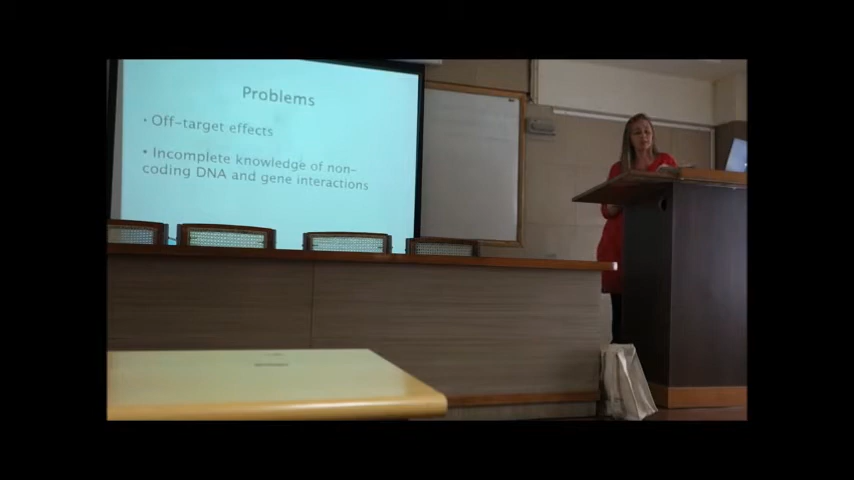 Problems
• Off-target effects
• Incomplete knowledge of non-
coding DNA and gene interactions